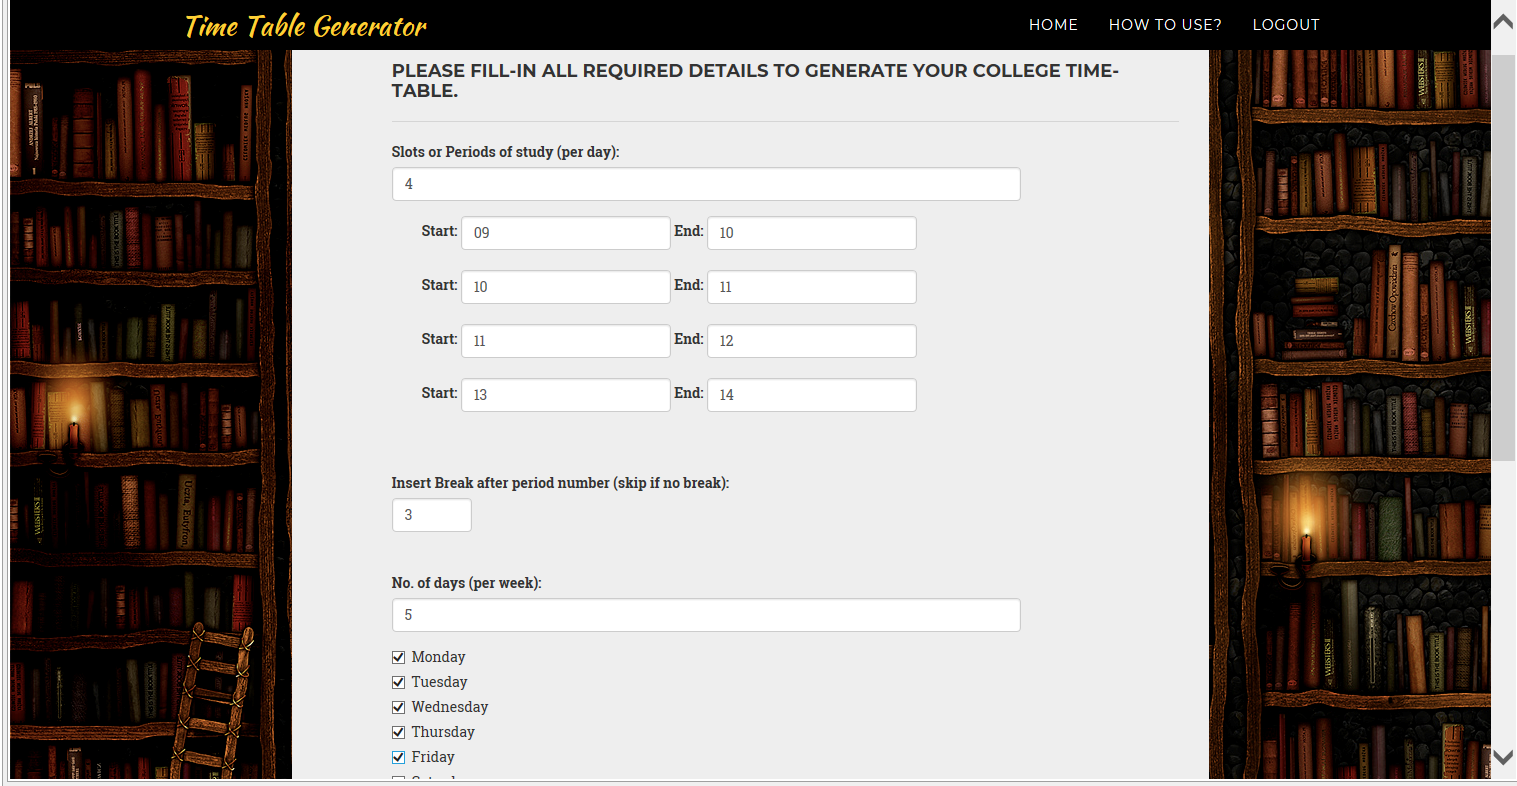 Time Table Generator
HOME HOW TO USE? LOGOUT
PLEASE FILL-IN ALL REQUIRED DETAILS TO GENERATE YOUR COLLEGE TIME-
TABLE.
Slots or Periods of study (per day):
4
Start: 09 End: 10
Start: 10 End: 11
Start: 11 End: 12
Start: 13 End: 14
Insert Break after period number (skip if no break):
3
No. of days (per week):
5
Monday
Tuesday
Wednesday
Thursday
Friday